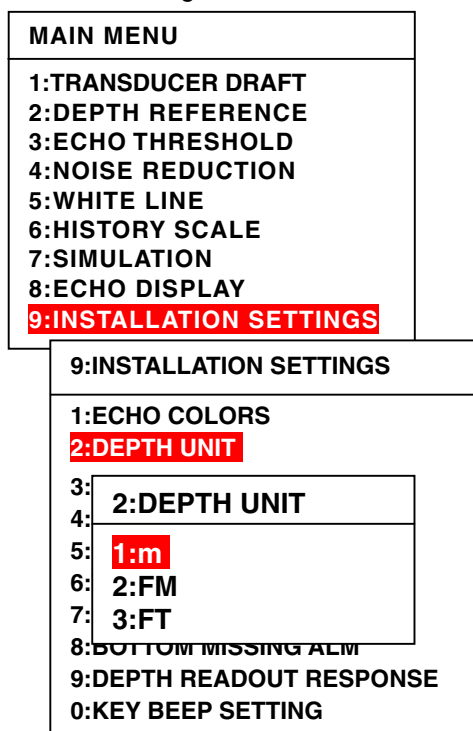 MAIN MENU
1:TRANSDUCER DRAFT
2:DEPTH REFERENCE
3:ECHO THRESHOLD
4:NOISE REDUCTION
5:WHITE LINE
6:HISTORY SCALE
7:SIMULATION
8:ECHO DISPLAY
9:INSTALLATION SETTINGS
9:INSTALLATION SETTINGS
1:ECHO COLORS
2:DEPTH UNIT
3:
4:
5:
6:
7:
2:DEPTH UNIT
1:m
2:FM
3:FT
8:BOTTOM MISSING ALM
9:DEPTH READOUT RESPONSE
0:KEY BEEP SETTING